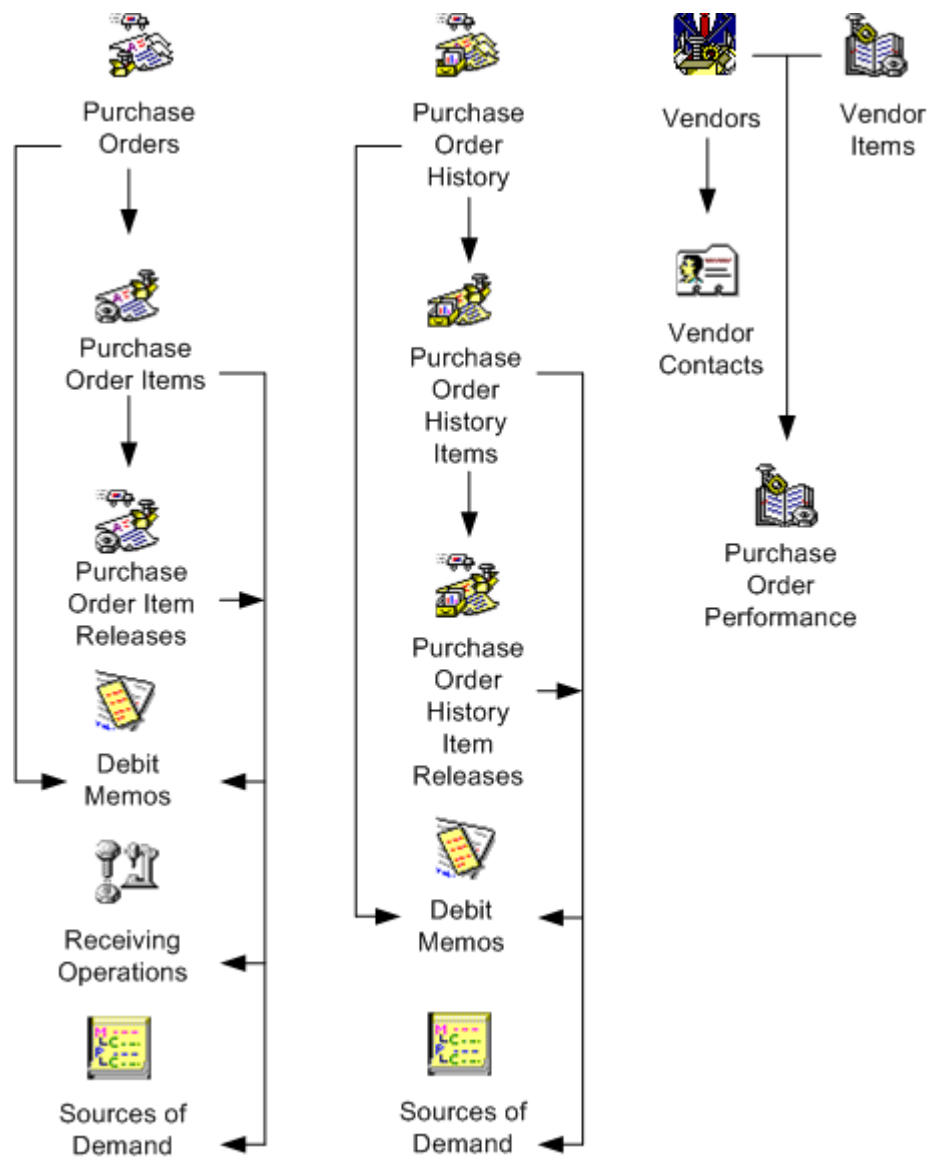 Purchase
Orders
Purchase
Order Items
Purchase
Order Item
Releases
Debit
Memos
Receiving
Operations
Sources of
Demand
Purchase
Order
History
Purchase
Order
History
Items
Purchase
Order
History
Item
Releases
Debit
Memos
Sources of
Demand
Vendors
Vendor
Items
Vendor
Contacts
Purchase
Order
Performance